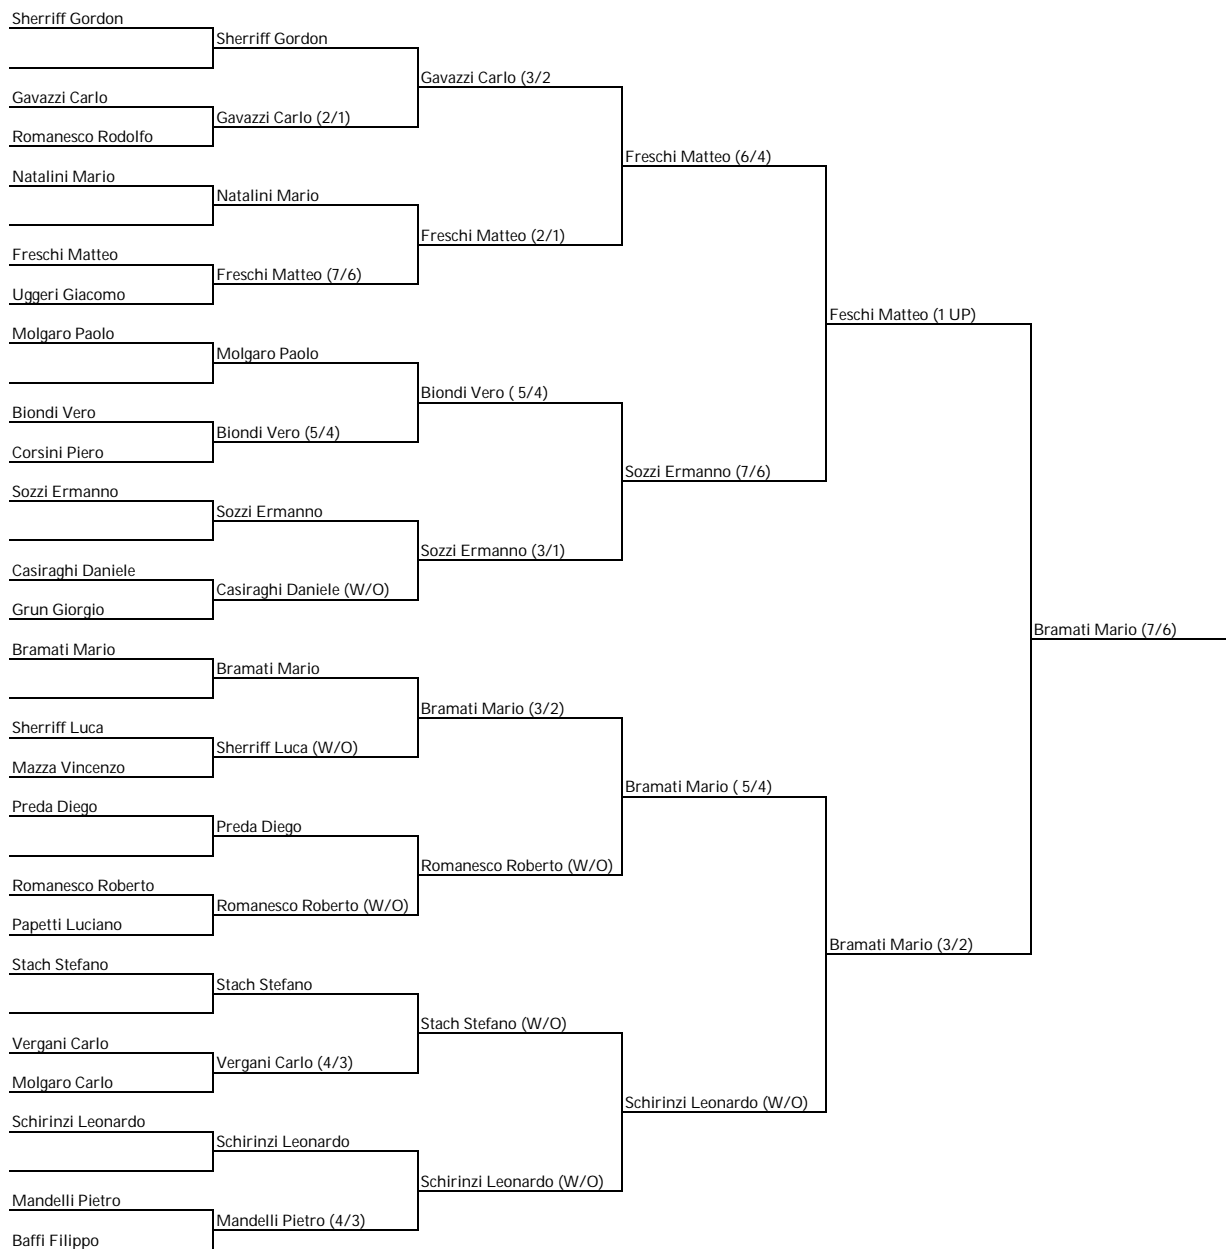 Sherriff Gordon
Sherriff Gordon
Gavazzi Carlo (3/2
Gavazzi Carlo
Gavazzi Carlo (2/1)
Romanesco Rodolfo
Freschi Matteo (6/4)
Natalini Mario
Natalini Mario
Freschi Matteo (2/1)
Freschi Matteo
Freschi Matteo (7/6)
Uggeri Giacomo
Feschi Matteo (1 UP)
Molgaro Paolo
Molgaro Paolo
Biondi Vero ( 5/4)
Biondi Vero
Biondi Vero (5/4)
Corsini Piero
Sozzi Ermanno (7/6)
Sozzi Ermanno
Sozzi Ermanno
Sozzi Ermanno (3/1)
Casiraghi Daniele
Casiraghi Daniele (W/O)
Grun Giorgio
Bramati Mario (7/6)
Bramati Mario
Bramati Mario
Bramati Mario (3/2)
Sherriff Luca
Sherriff Luca (W/O)
Mazza Vincenzo
Bramati Mario ( 5/4)
Preda Diego
Preda Diego
Romanesco Roberto (W/O)
Romanesco Roberto
Romanesco Roberto (W/O)
Papetti Luciano
Bramati Mario (3/2)
Stach Stefano
Stach Stefano
Stach Stefano (W/O)
Vergani Carlo
Vergani Carlo (4/3)
Molgaro Carlo
Schirinzi Leonardo (W/O)
Schirinzi Leonardo
Schirinzi Leonardo
Schirinzi Leonardo (W/O)
Mandelli Pietro
Mandelli Pietro (4/3)
Baffi Filippo